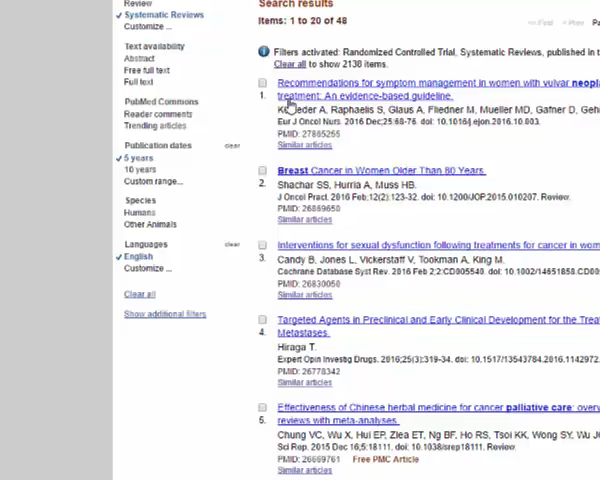 Review
Systematic Reviews
Customize ...
Text availability
Abstract
Free full text
Full text
PubMed Commons
Reader comments
Trending articles
Publication dates clear
5 years
10 years
Custom range...
Species
Humans
Other Animals
Languages clear
English
Customize ...
Clear all
Show additional filters
Search results
Items: 1 to 20 of 48
<< First < Prev Pa
Filters activated: Randomized Controlled Trial, Systematic Reviews, published in t
Clear all to show 2138 items.
Recommendations for symptom management in women with vulvar neopl
1. treatment: An evidence-based guideline.
A, Raphaelis S, Glaus A, Fliedner M, Mueller MD, Gafner D, Geh
Eur J Oncol Nurs. 2016 Dec;25:68-76. doi: 10.1016/j.ejon.2016.10.003.
PMID: 27865255
Similar articles
Breast Cancer in Women Older Than 80 Years.
2. Shachar SS, Hurria A, Muss HB.
J Oncol Pract. 2016 Feb;12(2):123-32. doi: 10.1200/JOP.2015.010207. Review.
PMID: 26869650
Similar articles
Interventions for sexual dysfunction following treatments for cancer in wom
3. Candy B, Jones L, Vickerstaff V, Tookman A, King M.
Cochrane Database Syst Rev. 2016 Feb 2;2:CD005540. doi: 10.1002/14651858.CD00
PMID: 26830050
Similar articles
Targeted Agents in Preclinical and Early Clinical Development for the Trea
4. Metastases.
Hiraga T.
Expert Opin Investig Drugs. 2016;25(3):319-34. doi: 10.1517/13543784.2016.1142972.
PMID: 26778342
Similar articles
Effectiveness of Chinese herbal medicine for cancer palliative care: overv
5. reviews with meta-analyses.
Chung VC, Wu X, Hui EP, Ziea ET, Ng BF, Ho RS, Tsoi KK, Wong SY, Wu J
Sci Rep. 2015 Dec 16;5:18111. doi: 10.1038/srep18111. Review.
PMID: 26669761 Free PMC Article
Similar articles